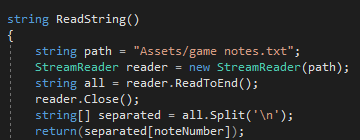 string ReadString()
{
string path = "Assets/game notes.txt";
StreamReader reader = new StreamReader(path);
string all = reader.ReadToEnd();
reader.Close();
string[] separated = all.Split('\n');
return(separated[noteNumber]);